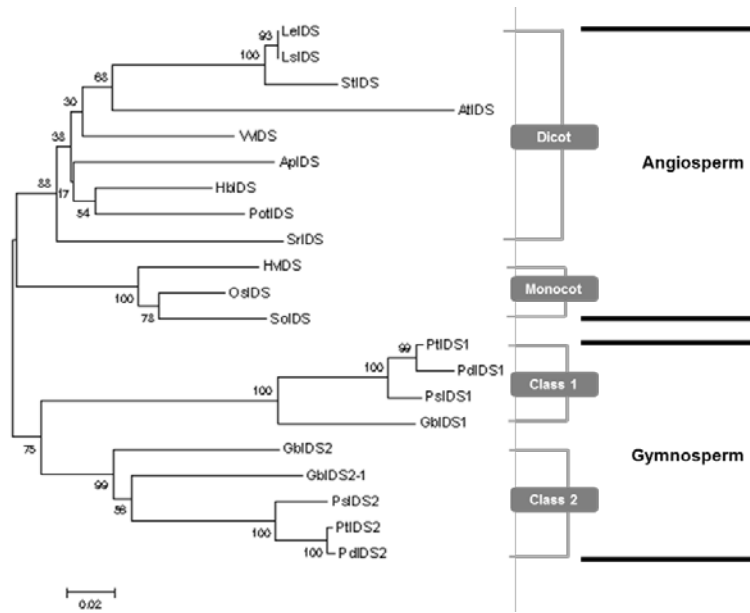 93
LeIDS
LsIDS
100
StIDS
68
AtIDS
30
VvIDS
Dicot
38
ApIDS
Angiosperm
88
17
HbIDS
54
PotIDS
SrIDS
HvIDS
100
OsIDS
Monocot
78
SoIDS
99
PtIDS1
100
PdIDS1
Class 1
100
PsIDS1
GbIDS1
75
GbIDS2
Gymnosperm
99
GbIDS2-1
Class 2
PsIDS2
100
PtIDS2
100
PdIDS2
0.02